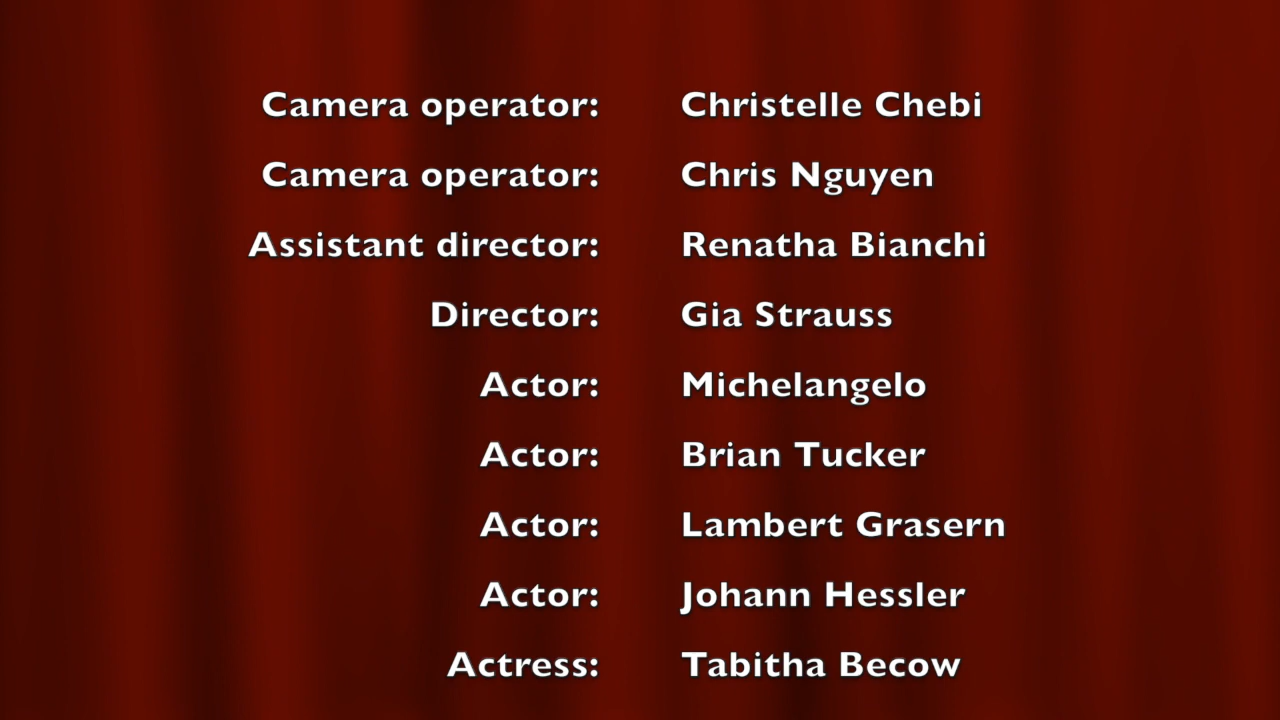 Camera operator: Christelle Chebi
Camera operator: Chris Nguyen
Assistant director: Renatha Bianchi
Director: Gia Strauss
Actor: Michelangelo
Actor: Brian Tucker
Actor: Lambert Grasern
Actor: Johann Hessler
Actress: Tabitha Becow